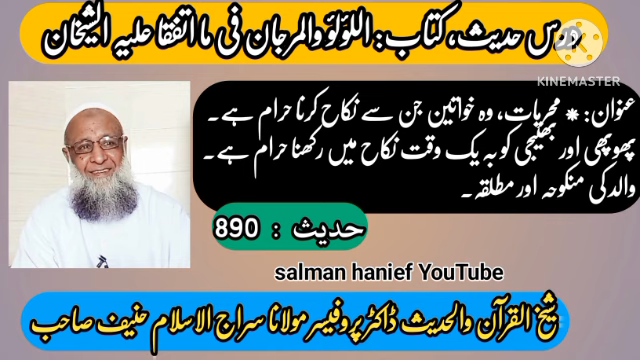 دروس حدیث، کتاب: اللؤلؤ والمرجان فی ما اتفقا علیہ الشیخان
KINEMASTER
عنوان: * محرمات، وہ خواتین جن سے نکاح کرنا حرام ہے۔
پھوپھی اور بھتیجی کو بہ یک وقت نکاح میں رکھنا حرام ہے۔
والد کی منکوحہ اور مطلقہ۔
حدیث : 890
salman hanief YouTube
شیخ القرآن والحدیث ڈاکٹر پروفیسر مولانا سراج الاسلام حنیف صاحب